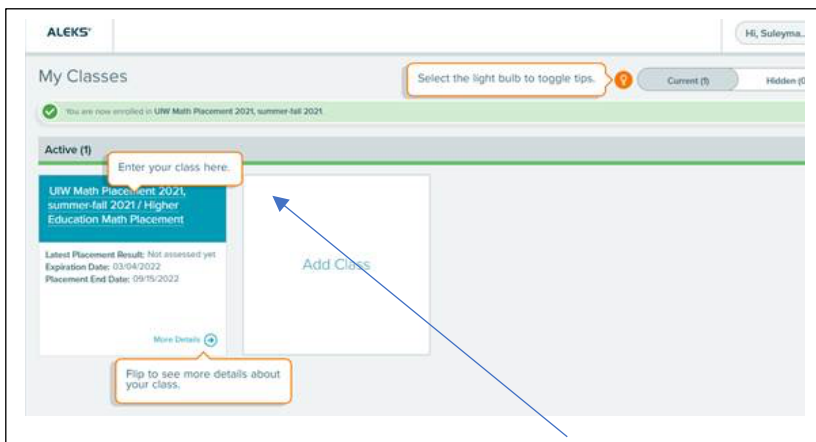 ALEKS®
Hi, Suleyma...
My Classes
Select the light bulb to toggle tips.
Current (1)
Hidden (0
You are now enrolled in UIW Math Placement 2021, summer-fall 2021.
Active (1)
Enter your class here.
UIW Math Placement 2021,
summer-fall 2021 / Higher
Education Math Placement
Latest Placement Result: Not assessed yet
Expiration Date: 03/04/2022
Placement End Date: 09/15/2022
Add Class
More Details
Flip to see more details about
your class.